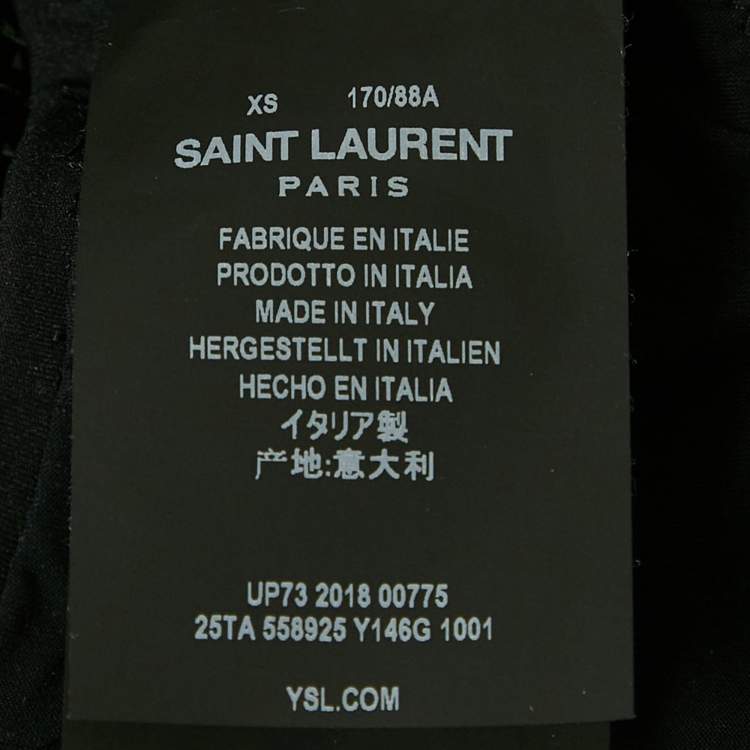 XS 170/88A
SAINT LAURENT
PARIS
FABRIQUE EN ITALIE
PRODOTTO IN ITALIA
MADE IN ITALY
HERGESTELLT IN ITALIEN
HECHO EN ITALIA
イタリア製
产地:意大利
UP73 2018 00775
25TA 558925 Y146G 1001
YSL.COM